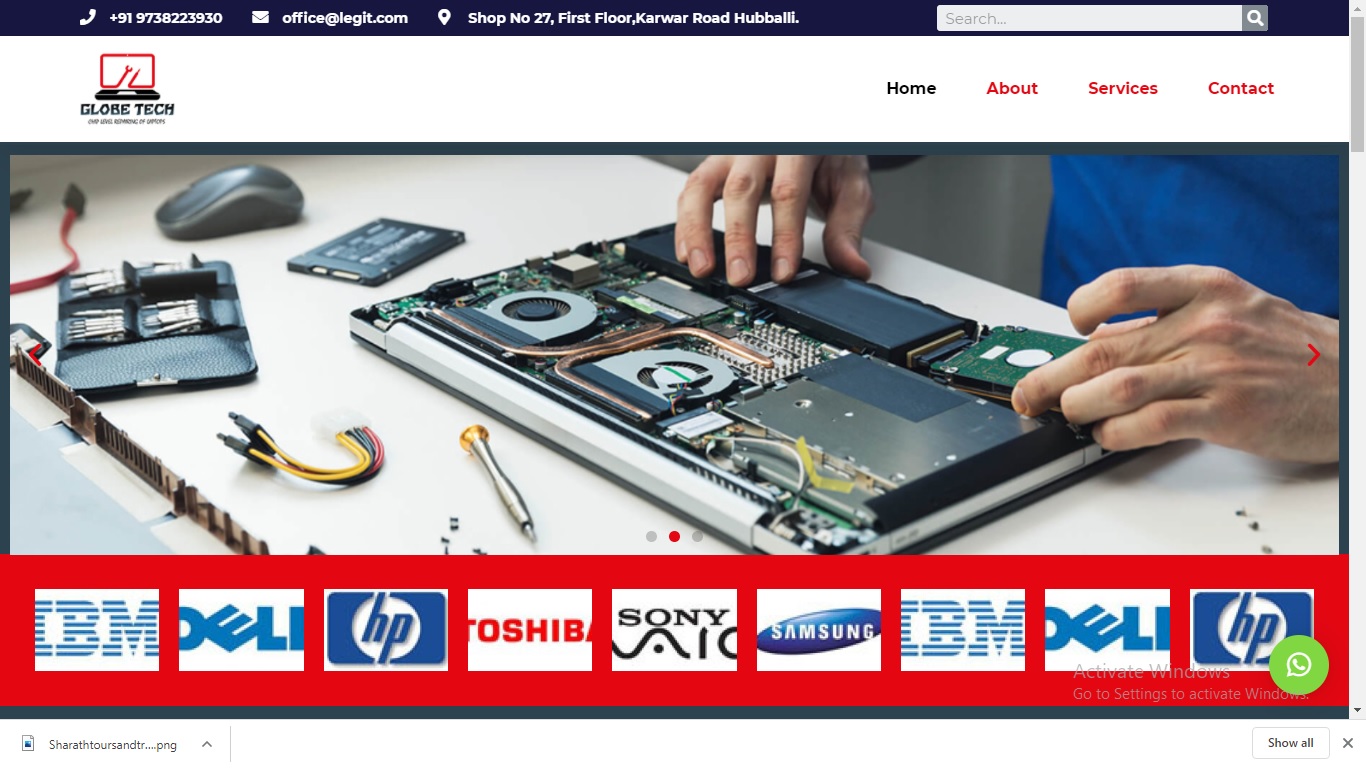 +91 9738223930 office@legit.com Shop No 27, First Floor,Karwar Road Hubballi. Search...
GLOBE TECH
CHIP LEVEL REPAIRING OF LAPTOPS
Home About Services Contact
IBM DELL hp TOSHIBA SONY VAIO SAMSUNG IBM DELL hp
Activate Windows
Go to Settings to activate Windows.
Sharathtoursandtr....png Show all